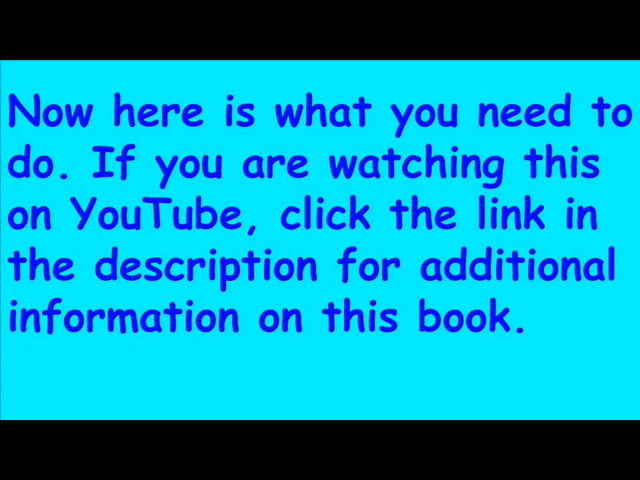 Now here is what you need to
do. If you are watching this
on YouTube, click the link in
the description for additional
information on this book.